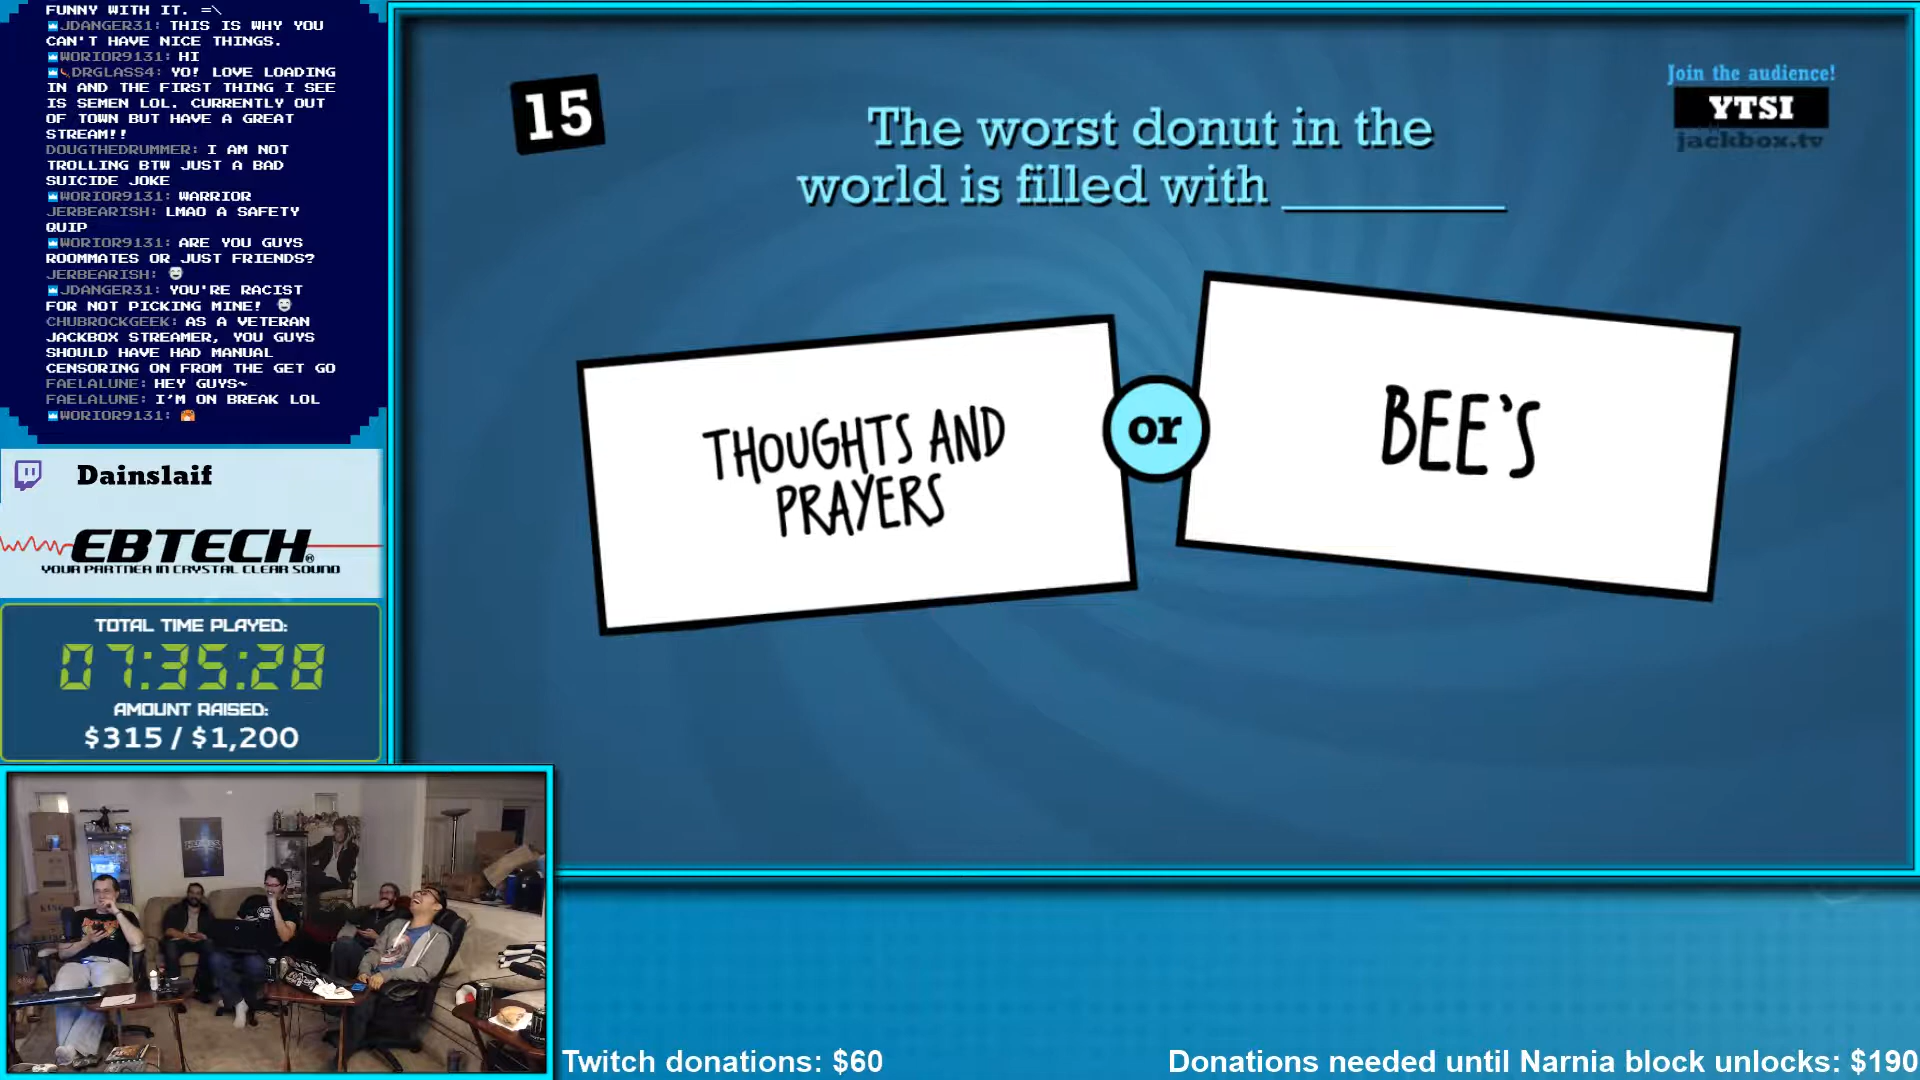 FUNNY WITH IT. =\
JDANGER31: THIS IS WHY YOU
CAN'T HAVE NICE THINGS.
WORIOR9131: HI
DRGLASS4: YO! LOVE LOADING
IN AND THE FIRST THING I SEE
IS SEMEN LOL. CURRENTLY OUT
OF TOWN BUT HAVE A GREAT
STREAM!!
DOUGTHEDRUMMER: I AM NOT
TROLLING BTW JUST A BAD
SUICIDE JOKE
WORIOR9131: WARRIOR
JERBEARISH: LMAO A SAFETY
QUIP
WORIOR9131: ARE YOU GUYS
ROOMMATES OR JUST FRIENDS?
JERBEARISH:
JDANGER31: YOU'RE RACIST
FOR NOT PICKING MINE!
CHUBROCKGEEK: AS A VETERAN
JACKBOX STREAMER, YOU GUYS
SHOULD HAVE HAD MANUAL
CENSORING ON FROM THE GET GO
FAELALUNE: HEY GUYS~
FAELALUNE: I'M ON BREAK LOL
WORIOR9131:
Dainslaif
EBTECH®
YOUR PARTNER IN CRYSTAL CLEAR SOUND
TOTAL TIME PLAYED:
07:35:28
AMOUNT RAISED:
$315 / $1,200
15
The worst donut in the
world is filled with ________
Join the audience!
YTSI
jackbox.tv
THOUGHTS AND
PRAYERS
or
BEE'S
Twitch donations: $60
Donations needed until Narnia block unlocks: $190